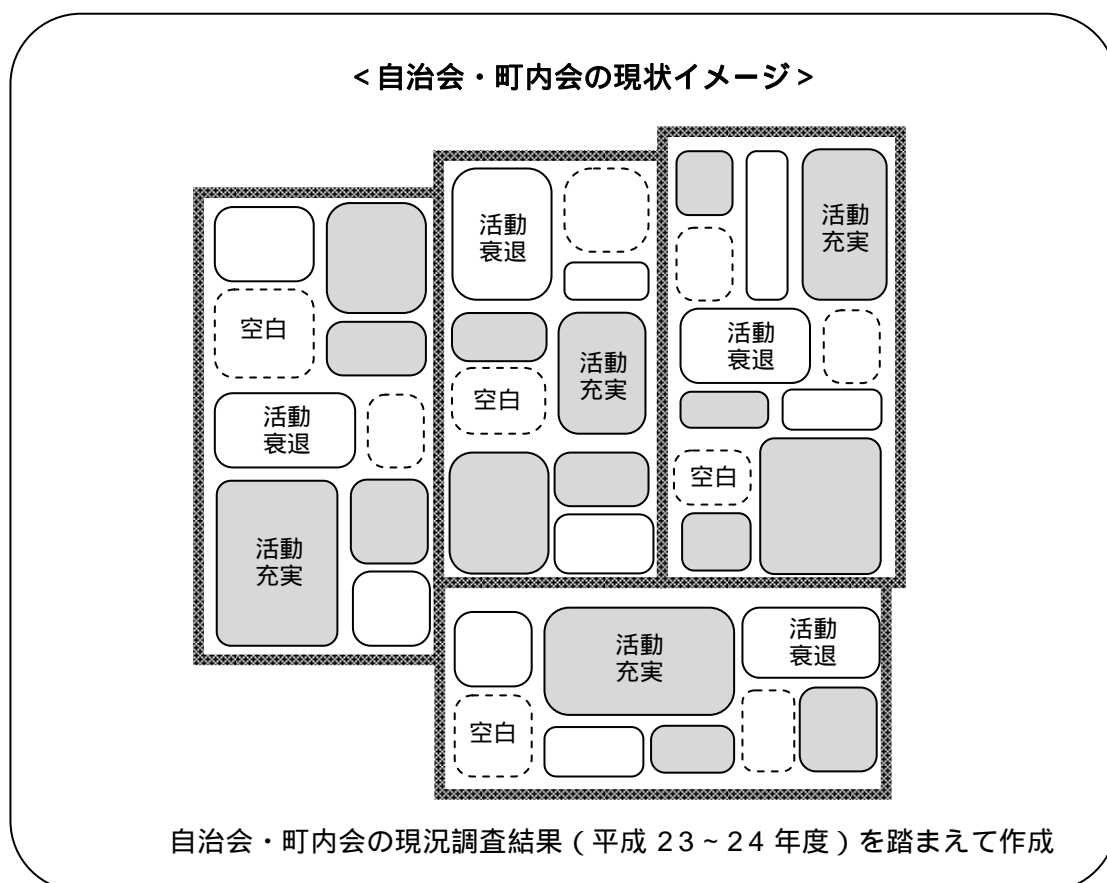 <自治会・町内会の現状イメージ>
空白
活動
衰退
活動
充実
活動
衰退
空白
活動
充実
活動
充実
活動
衰退
空白
空白
活動
充実
活動
衰退
自治会・町内会の現況調査結果（平成 23~24 年度）を踏まえて作成